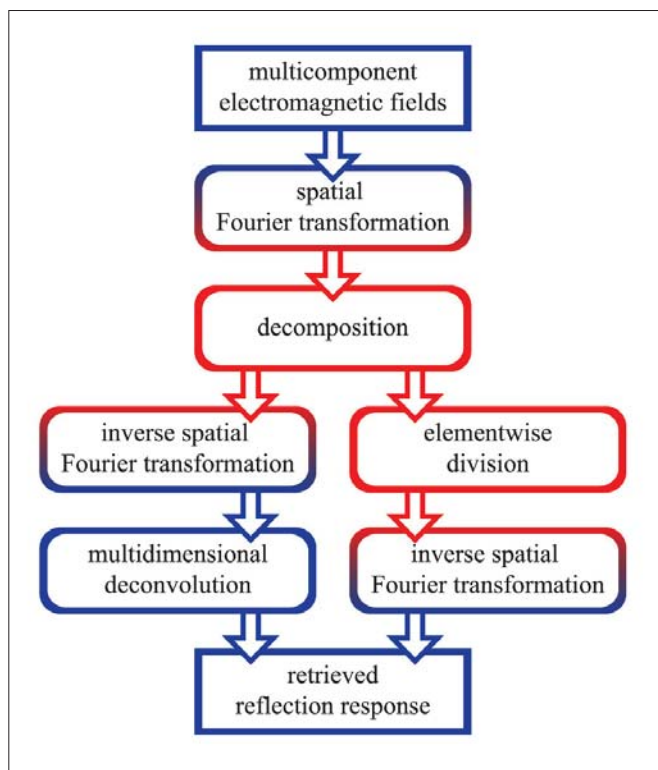 multicomponent
electromagnetic fields
spatial
Fourier transformation
decomposition
inverse spatial
Fourier transformation
elementwise
division
multidimensional
deconvolution
inverse spatial
Fourier transformation
retrieved
reflection response